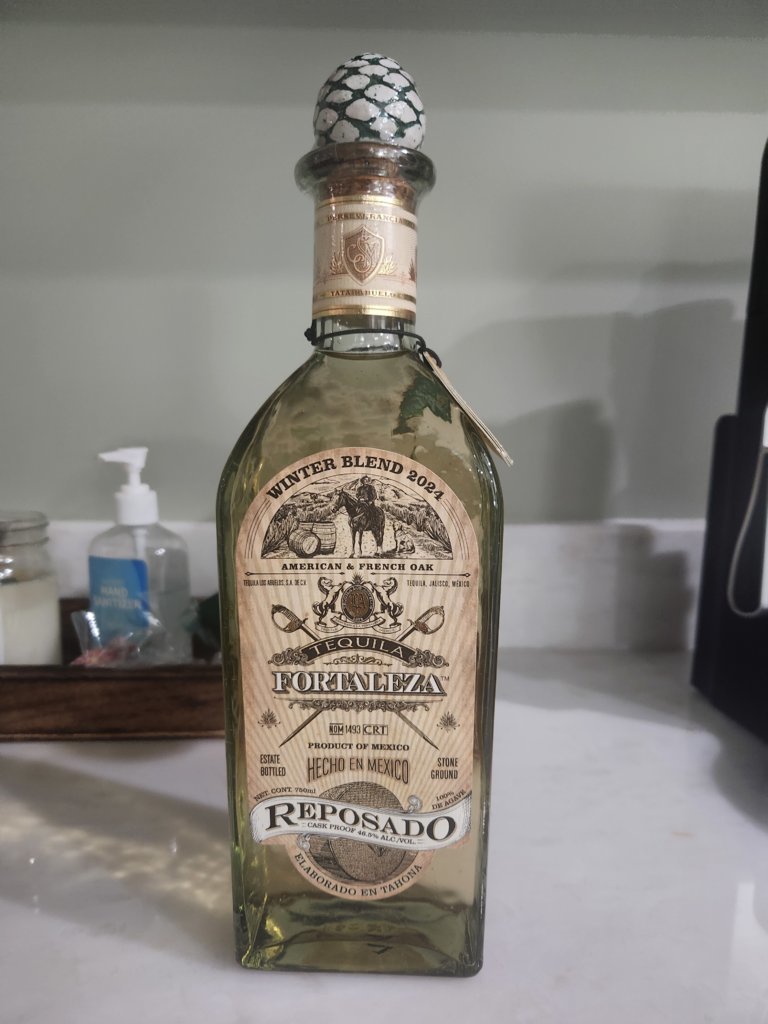 WINTER BLEND 2024
AMERICAN & FRENCH OAK
TEQUILA LOS ABUELOS, S.A. DE C.V.
TEQUILA, JALISCO, MÉXICO
TEQUILA
FORTALEZA™
NOM 1493 CRT
PRODUCT OF MEXICO
HECHO EN MEXICO
ESTATE
BOTTLED
STONE
GROUND
NET. CONT. 750ml
100%
DE AGAVE
REPOSADO
CASK PROOF 46.5% ALC./VOL.
ELABORADO EN TAHONA
HAND
SANITIZER